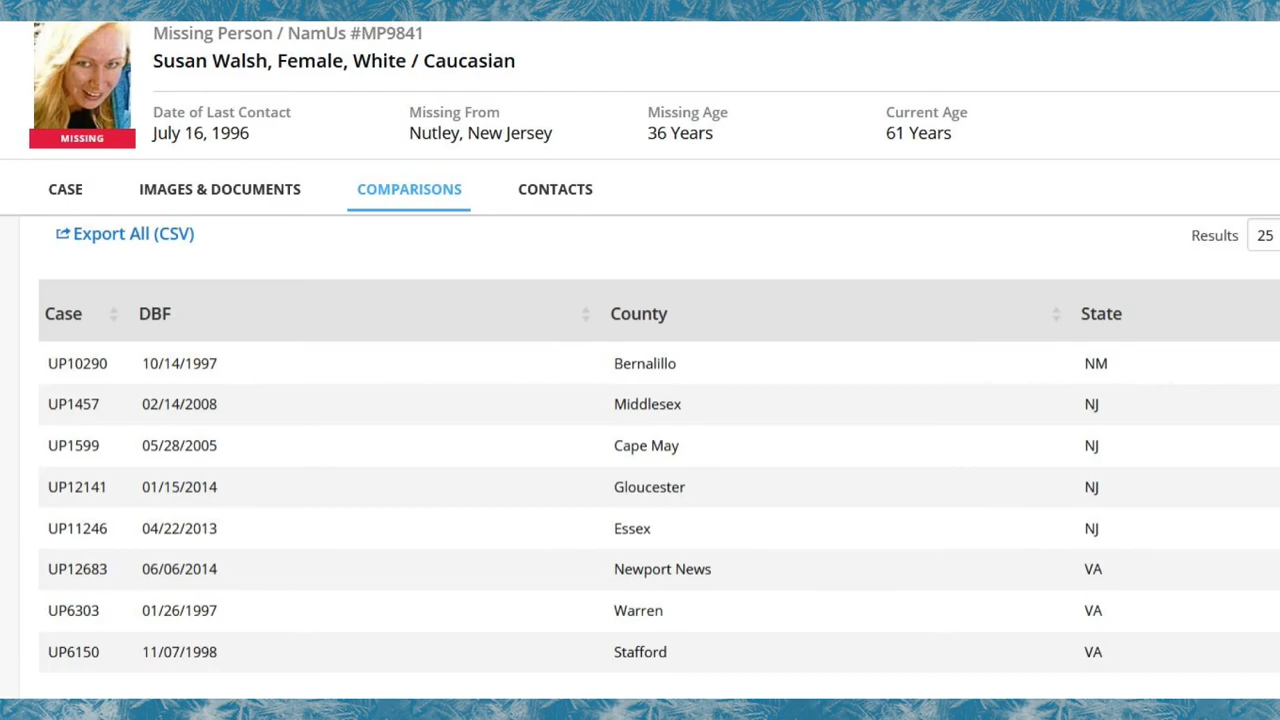 Missing Person / NamUs #MP9841
Susan Walsh, Female, White / Caucasian
MISSING
Date of Last Contact Missing From Missing Age Current Age
July 16, 1996 Nutley, New Jersey 36 Years 61 Years
CASE IMAGES & DOCUMENTS COMPARISONS CONTACTS
Export All (CSV) Results 25
Case DBF County State
UP10290 10/14/1997 Bernalillo NM
UP1457 02/14/2008 Middlesex NJ
UP1599 05/28/2005 Cape May NJ
UP12141 01/15/2014 Gloucester NJ
UP11246 04/22/2013 Essex NJ
UP12683 06/06/2014 Newport News VA
UP6303 01/26/1997 Warren VA
UP6150 11/07/1998 Stafford VA